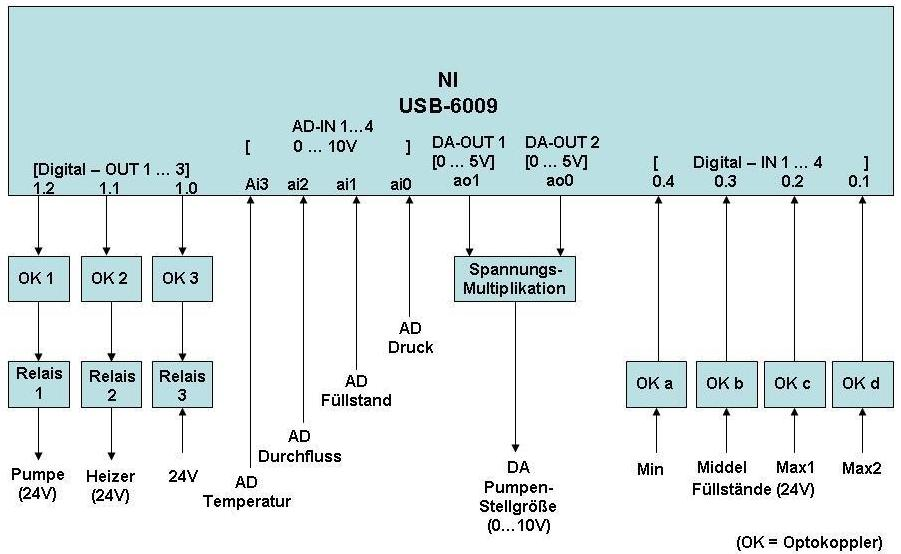 NI
USB-6009
AD-IN 1...4
[ 0 ... 10V ]
DA-OUT 1
[0 ... 5V]
DA-OUT 2
[0 ... 5V]
[Digital – OUT 1 ... 3]
[ Digital – IN 1 ... 4 ]
1.2 1.1 1.0 Ai3 ai2 ai1 ai0 ao1 ao0 0.4 0.3 0.2 0.1
OK 1 OK 2 OK 3
Spannungs-
Multiplikation
AD
Druck
Relais
1
Relais
2
Relais
3
AD
Füllstand
OK a OK b OK c OK d
AD
Durchfluss
Pumpe
(24V)
Heizer
(24V)
24V
AD
Temperatur
DA
Pumpen-
Stellgröße
(0...10V)
Min Middel Max1 Max2
Füllstände (24V)
(OK = Optokoppler)